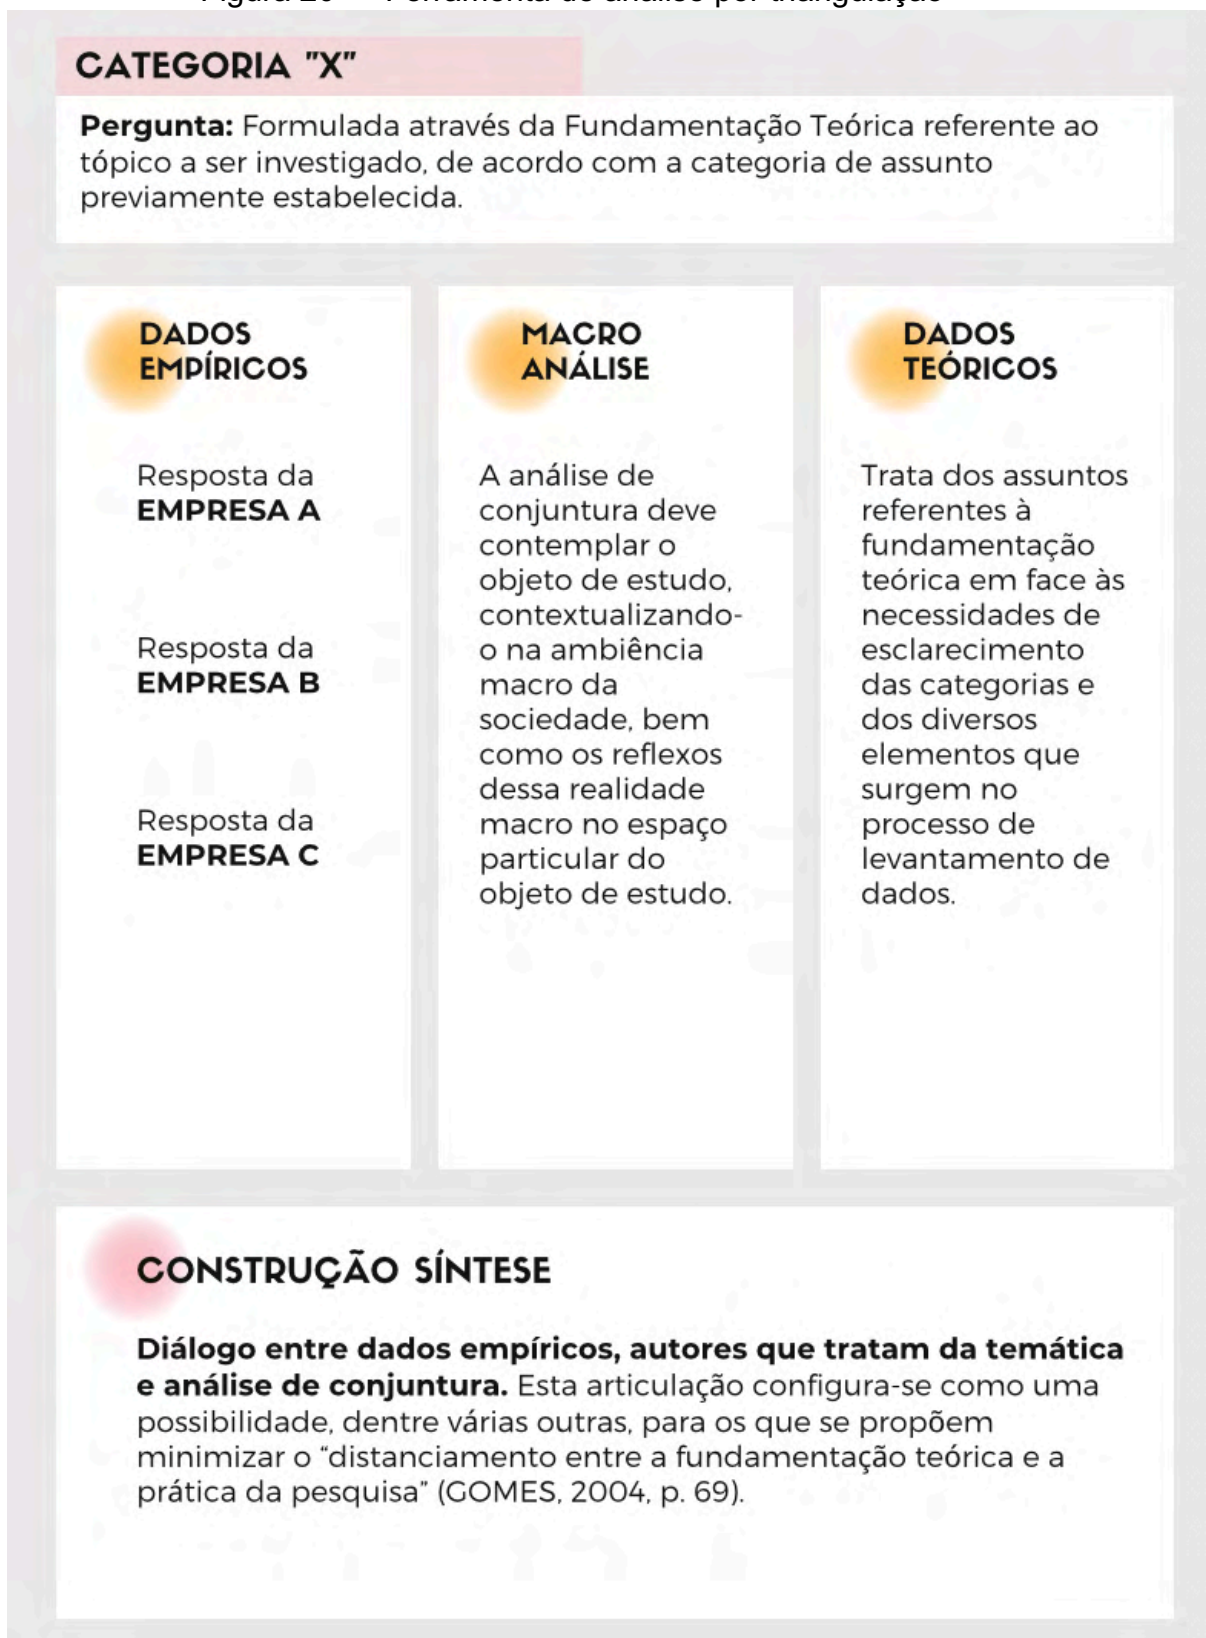 CATEGORIA "X"
Pergunta: Formulada através da Fundamentação Teórica referente ao
tópico a ser investigado, de acordo com a categoria de assunto
previamente estabelecida.
DADOS
EMPÍRICOS
Resposta da
EMPRESA A
Resposta da
EMPRESA B
Resposta da
EMPRESA C
MACRO
ANÁLISE
A análise de
conjuntura deve
contemplar o
objeto de estudo,
contextualizando-
o na ambiência
macro da
sociedade, bem
como os reflexos
dessa realidade
macro no espaço
particular do
objeto de estudo.
DADOS
TEÓRICOS
Trata dos assuntos
referentes à
fundamentação
teórica em face às
necessidades de
esclarecimento
das categorias e
dos diversos
elementos que
surgem no
processo de
levantamento de
dados.
CONSTRUÇÃO SÍNTESE
Diálogo entre dados empíricos, autores que tratam da temática
e análise de conjuntura. Esta articulação configura-se como uma
possibilidade, dentre várias outras, para os que se propõem
minimizar o “distanciamento entre a fundamentação teórica e a
prática da pesquisa” (GOMES, 2004, p. 69).